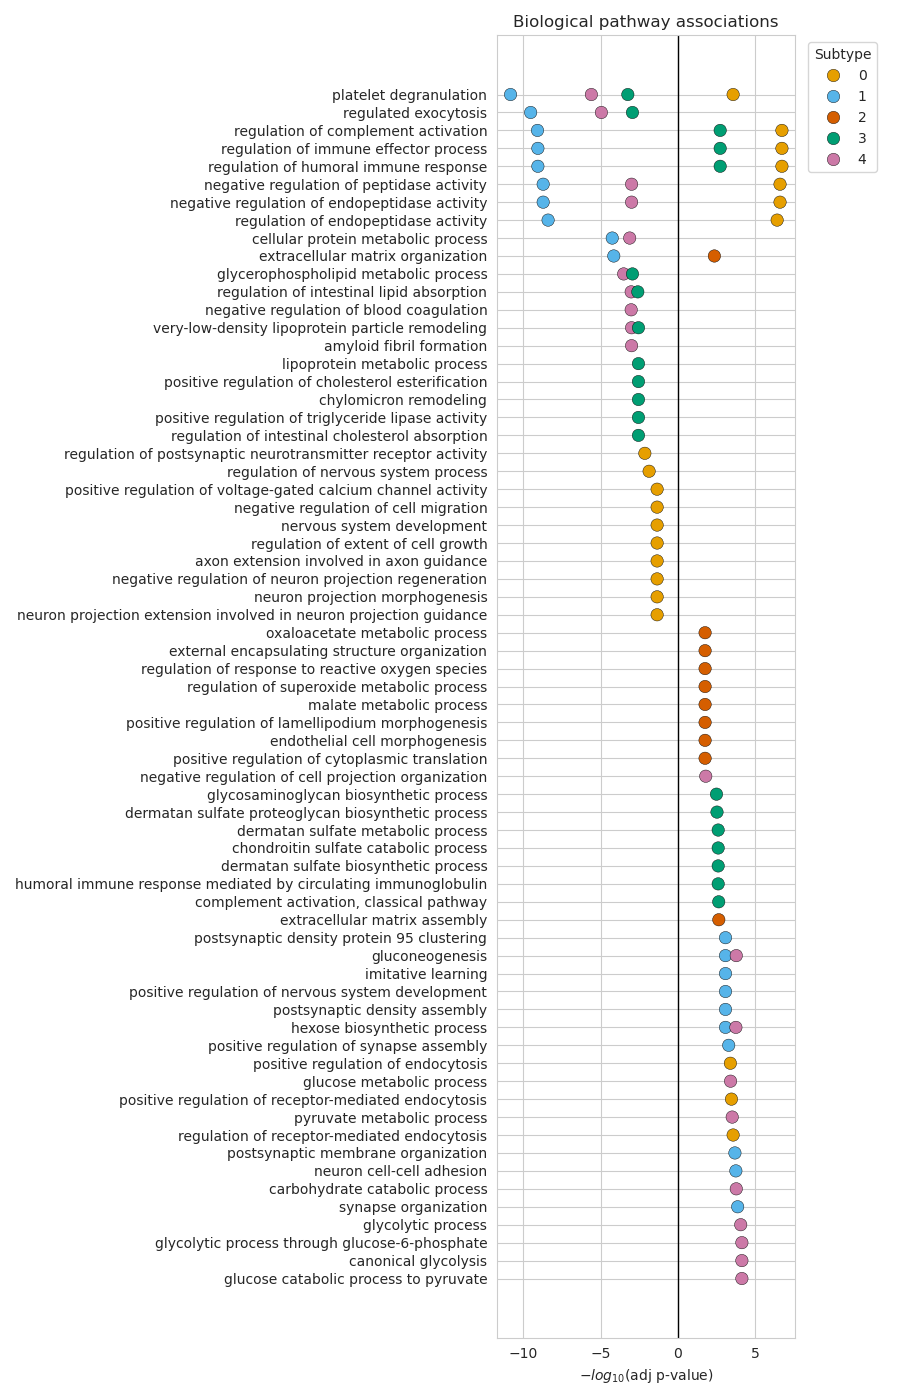 Biological pathway associations
platelet degranulation
regulated exocytosis
regulation of complement activation
regulation of immune effector process
regulation of humoral immune response
negative regulation of peptidase activity
negative regulation of endopeptidase activity
regulation of endopeptidase activity
cellular protein metabolic process
extracellular matrix organization
glycerophospholipid metabolic process
regulation of intestinal lipid absorption
negative regulation of blood coagulation
very-low-density lipoprotein particle remodeling
amyloid fibril formation
lipoprotein metabolic process
positive regulation of cholesterol esterification
chylomicron remodeling
positive regulation of triglyceride lipase activity
regulation of intestinal cholesterol absorption
regulation of postsynaptic neurotransmitter receptor activity
regulation of nervous system process
positive regulation of voltage-gated calcium channel activity
negative regulation of cell migration
nervous system development
regulation of extent of cell growth
axon extension involved in axon guidance
negative regulation of neuron projection regeneration
neuron projection morphogenesis
neuron projection extension involved in neuron projection guidance
oxaloacetate metabolic process
external encapsulating structure organization
regulation of response to reactive oxygen species
regulation of superoxide metabolic process
malate metabolic process
positive regulation of lamellipodium morphogenesis
endothelial cell morphogenesis
positive regulation of cytoplasmic translation
negative regulation of cell projection organization
glycosaminoglycan biosynthetic process
dermatan sulfate proteoglycan biosynthetic process
dermatan sulfate metabolic process
chondroitin sulfate catabolic process
dermatan sulfate biosynthetic process
humoral immune response mediated by circulating immunoglobulin
complement activation, classical pathway
extracellular matrix assembly
postsynaptic density protein 95 clustering
gluconeogenesis
imitative learning
positive regulation of nervous system development
postsynaptic density assembly
hexose biosynthetic process
positive regulation of synapse assembly
positive regulation of endocytosis
glucose metabolic process
positive regulation of receptor-mediated endocytosis
pyruvate metabolic process
regulation of receptor-mediated endocytosis
postsynaptic membrane organization
neuron cell-cell adhesion
carbohydrate catabolic process
synapse organization
glycolytic process
glycolytic process through glucose-6-phosphate
canonical glycolysis
glucose catabolic process to pyruvate
−10 −5 0 5
−log₁₀(adj p-value)
Subtype
0
1
2
3
4